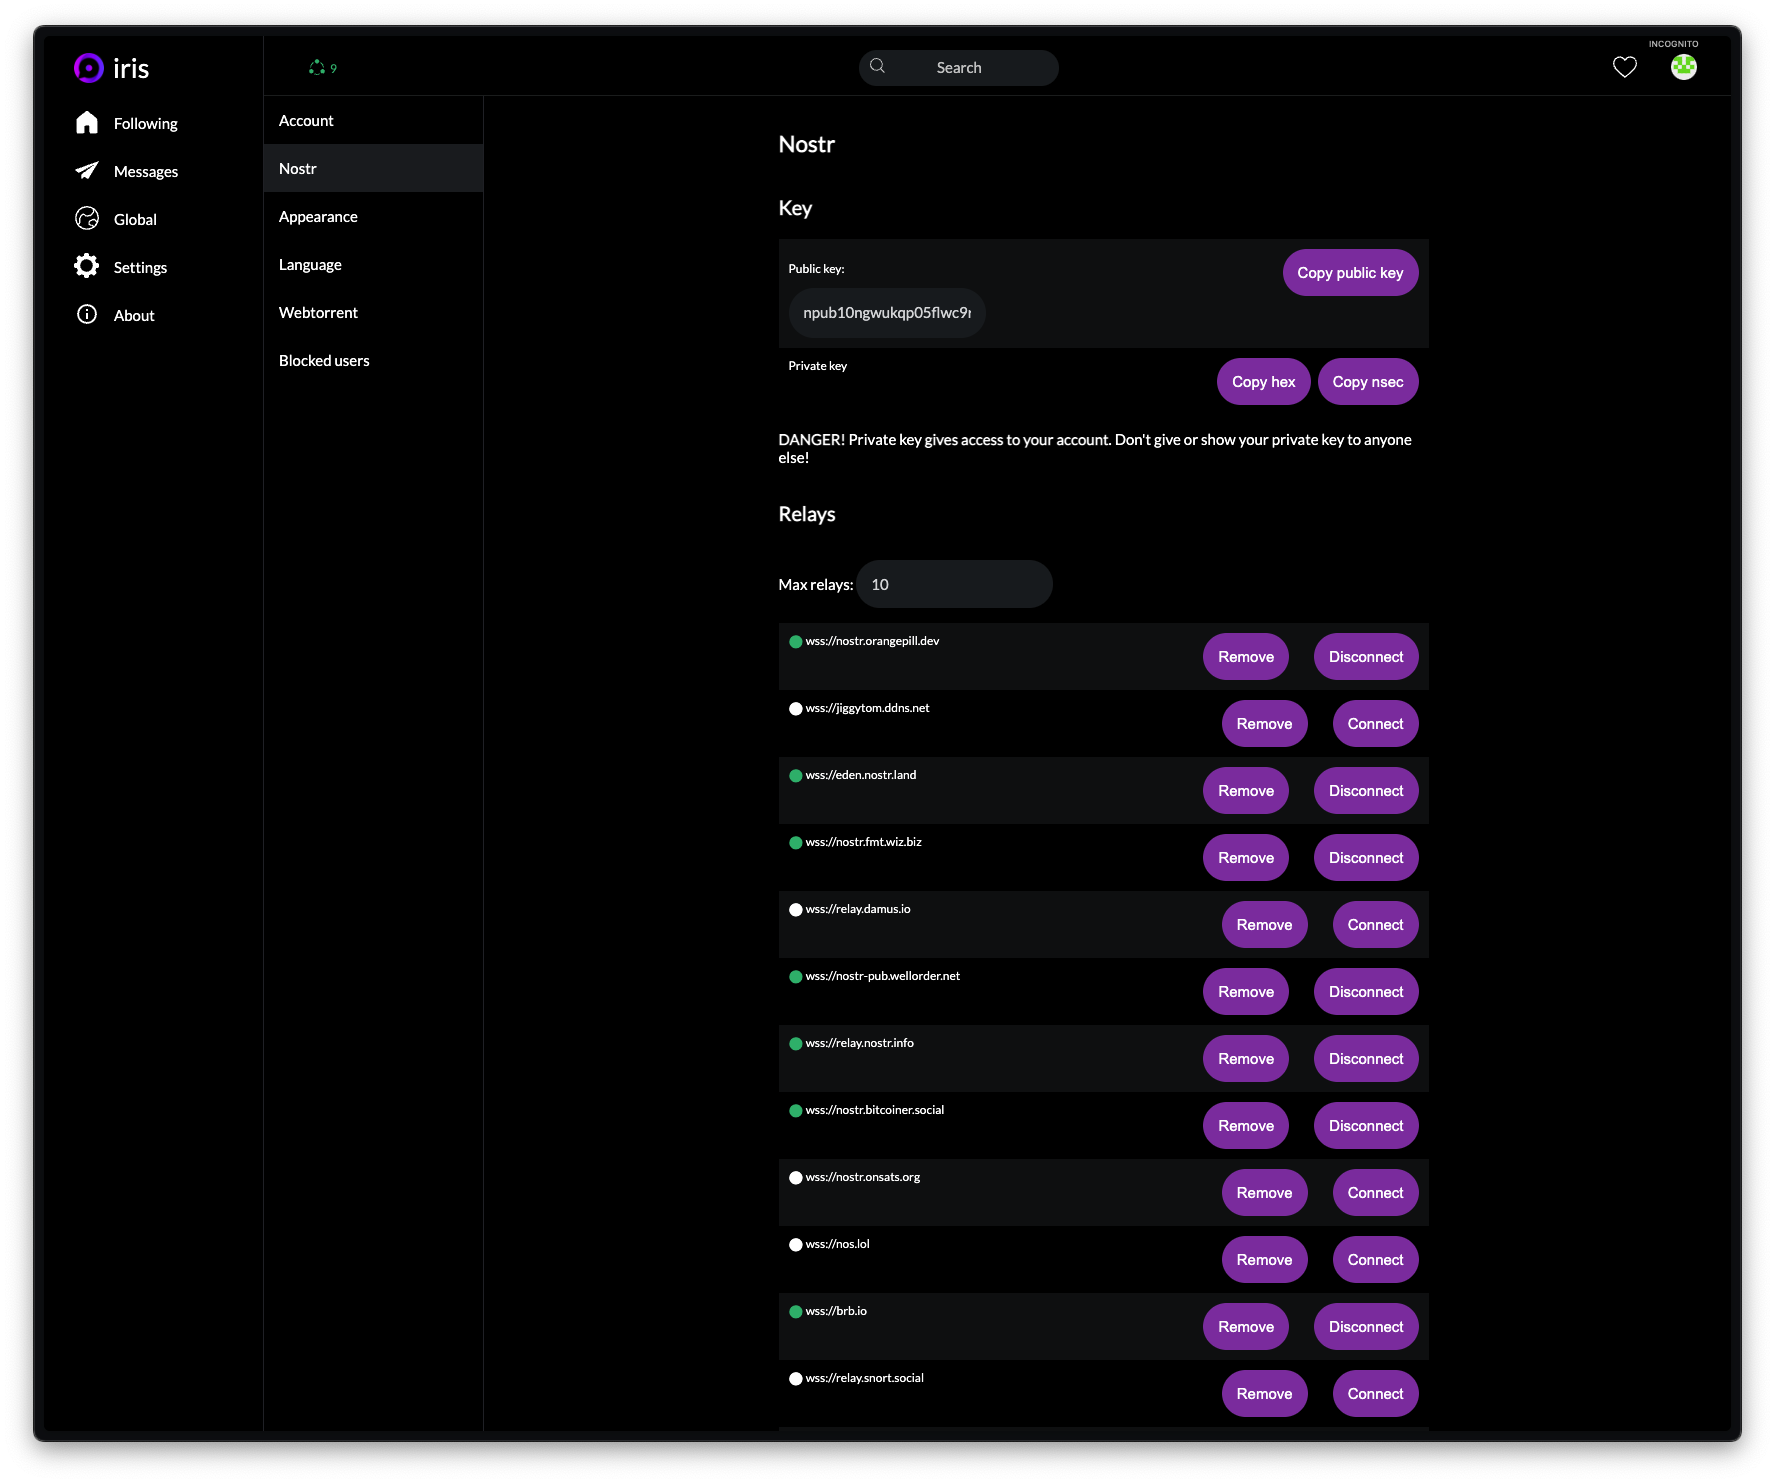 iris
9
Search
INCOGNITO
Following
Messages
Global
Settings
About
Account
Nostr
Appearance
Language
Webtorrent
Blocked users
Nostr
Key
Public key:
Copy public key
npub10ngwukqp05flwc9r
Private key
Copy hex
Copy nsec
DANGER! Private key gives access to your account. Don't give or show your private key to anyone
else!
Relays
Max relays: 10
wss://nostr.orangepill.dev
Remove
Disconnect
wss://jiggytom.ddns.net
Remove
Connect
wss://eden.nostr.land
Remove
Disconnect
wss://nostr.fmt.wiz.biz
Remove
Disconnect
wss://relay.damus.io
Remove
Connect
wss://nostr-pub.wellorder.net
Remove
Disconnect
wss://relay.nostr.info
Remove
Disconnect
wss://nostr.bitcoiner.social
Remove
Disconnect
wss://nostr.onsats.org
Remove
Connect
wss://nos.lol
Remove
Connect
wss://brb.io
Remove
Disconnect
wss://relay.snort.social
Remove
Connect